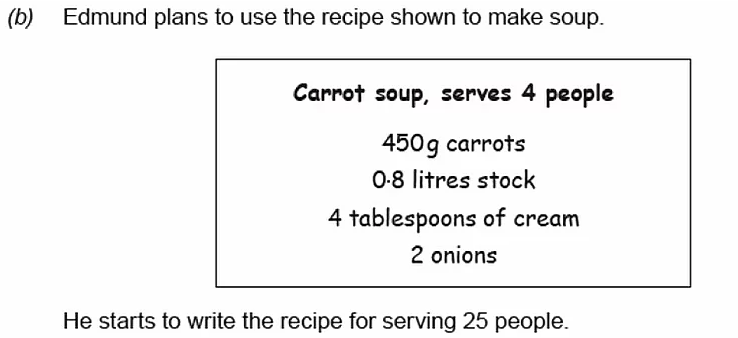 (b) Edmund plans to use the recipe shown to make soup.
Carrot soup, serves 4 people
450g carrots
0·8 litres stock
4 tablespoons of cream
2 onions
He starts to write the recipe for serving 25 people.